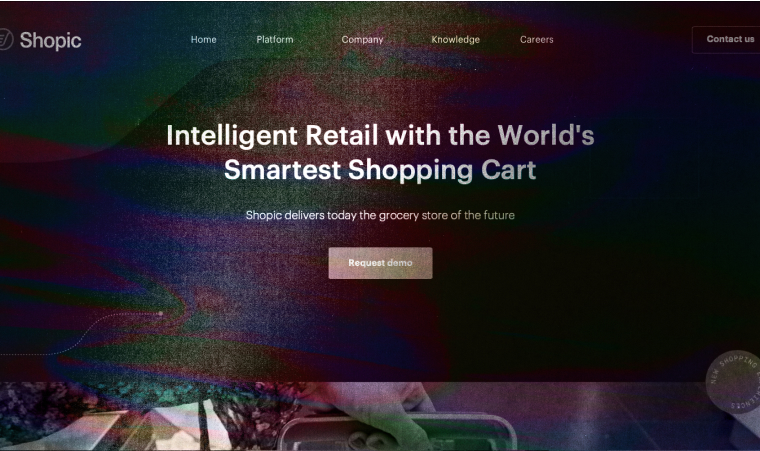 Shopic
Home Platform Company Knowledge Careers Contact us
Intelligent Retail with the World's
Smartest Shopping Cart
Shopic delivers today the grocery store of the future
Request demo
NEW SHOPPING